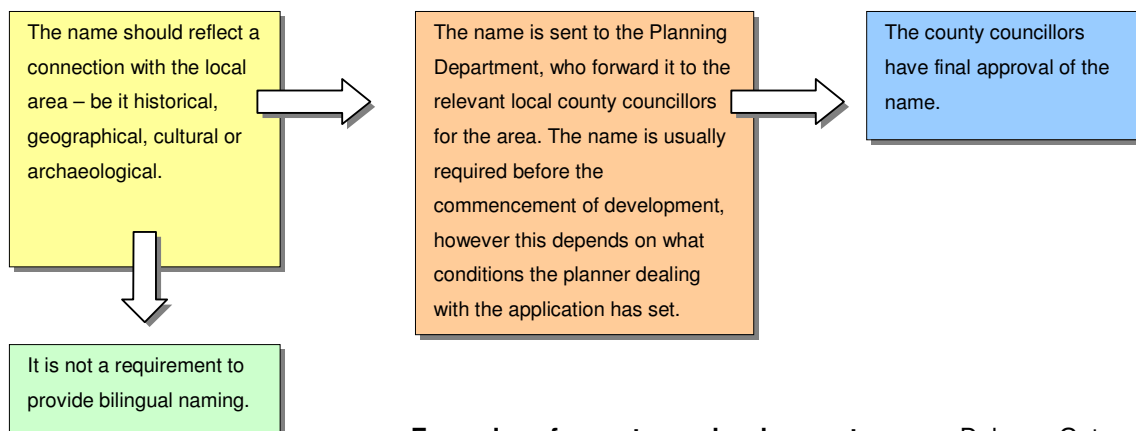 The name should reflect a
connection with the local
area – be it historical,
geographical, cultural or
archaeological.
The name is sent to the Planning
Department, who forward it to the
relevant local county councillors
for the area. The name is usually
required before the
commencement of development,
however this depends on what
conditions the planner dealing
with the application has set.
The county councillors
have final approval of the
name.
It is not a requirement to
provide bilingual naming.